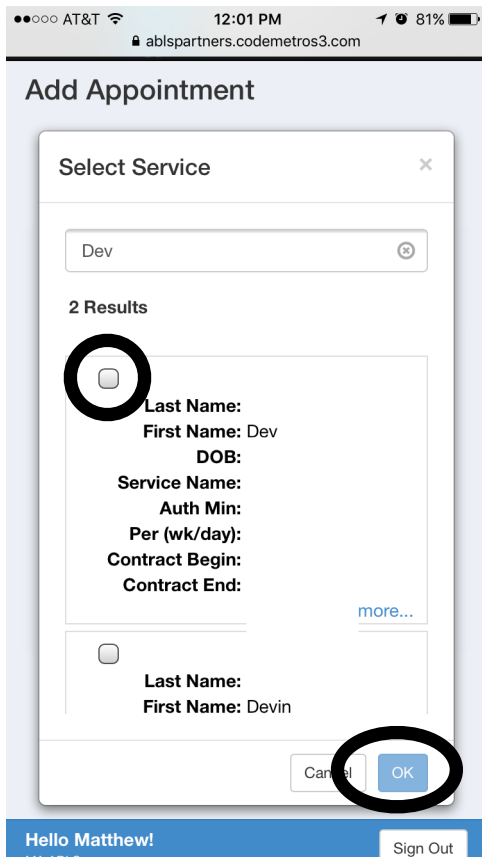 AT&T 12:01 PM 81%
ablspartners.codemetros3.com
Add Appointment
Select Service ×
Dev
2 Results
Last Name:
First Name: Dev
DOB:
Service Name:
Auth Min:
Per (wk/day):
Contract Begin:
Contract End:
more...
Last Name:
First Name: Devin
Cancel OK
Hello Matthew!
Sign Out